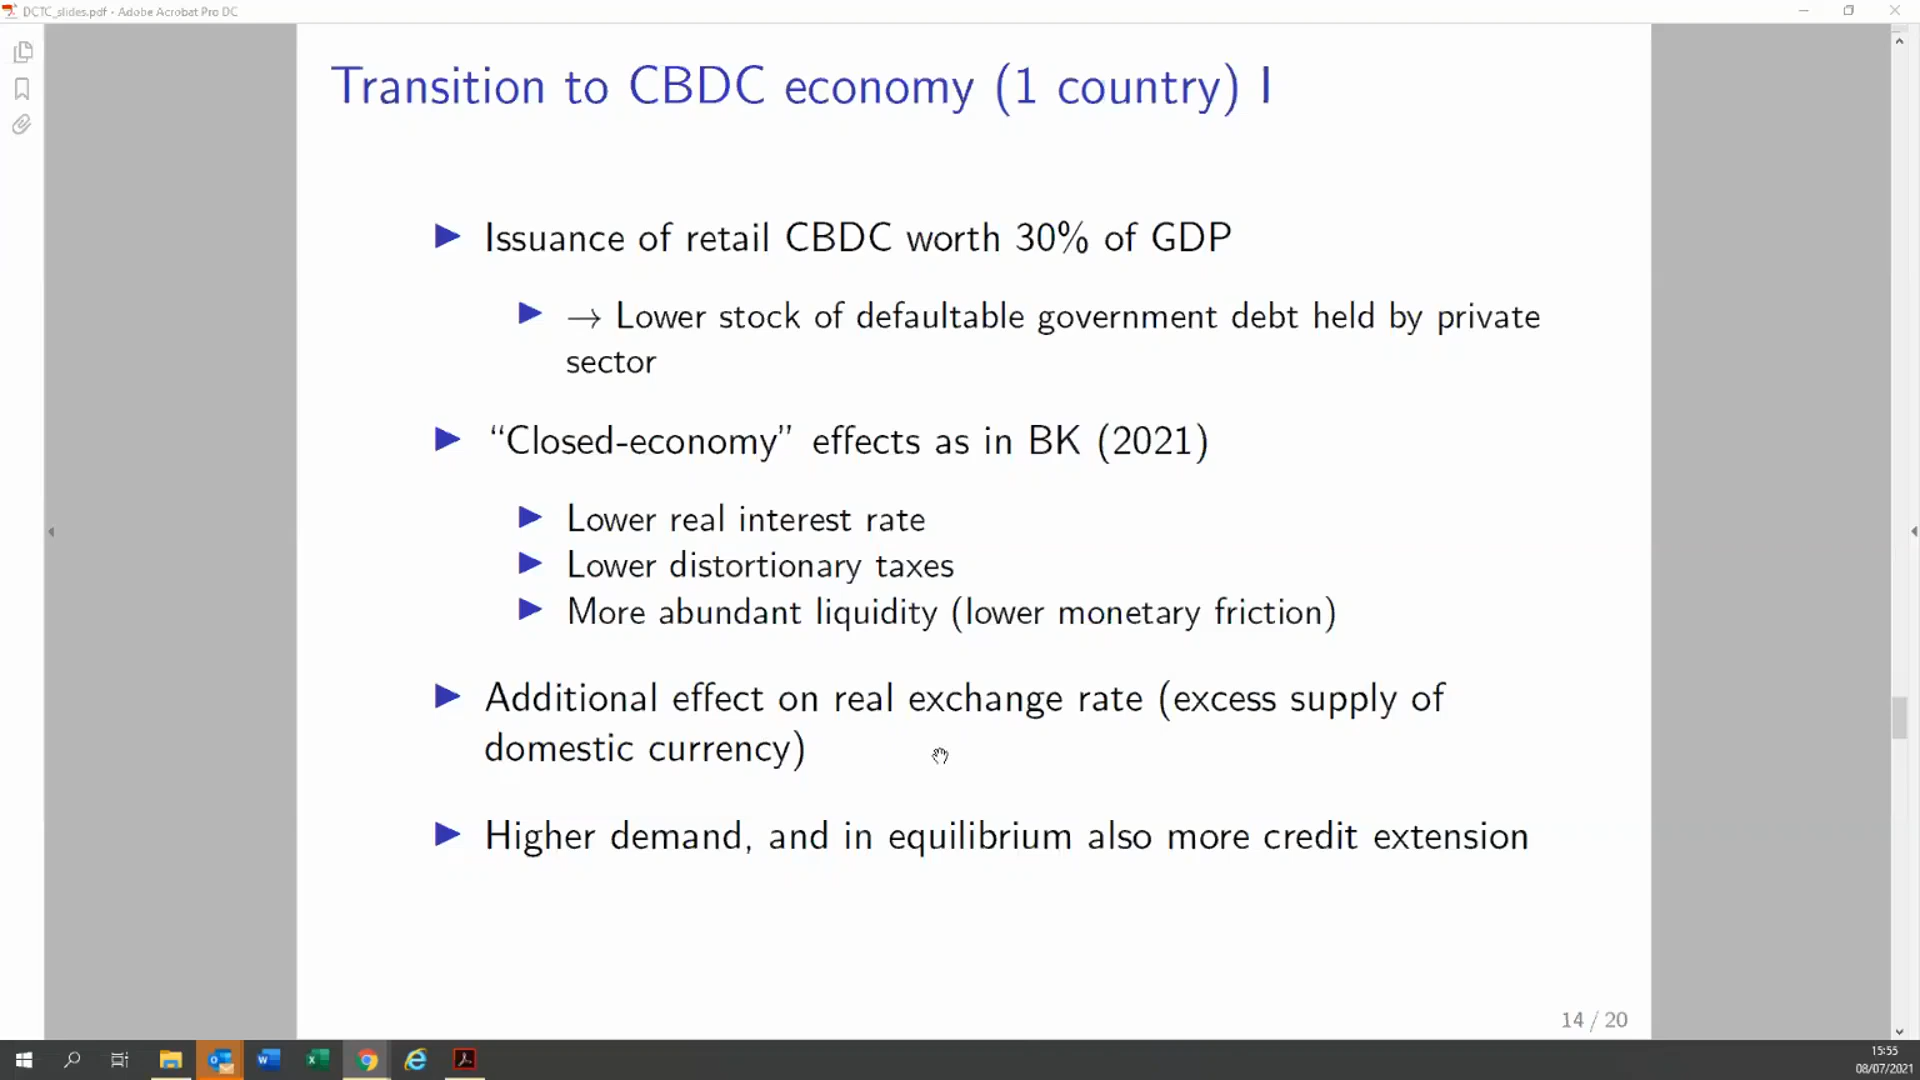 DCTC_slides.pdf - Adobe Acrobat Pro DC
Transition to CBDC economy (1 country) I
Issuance of retail CBDC worth 30% of GDP
→ Lower stock of defaultable government debt held by private
sector
“Closed-economy” effects as in BK (2021)
Lower real interest rate
Lower distortionary taxes
More abundant liquidity (lower monetary friction)
Additional effect on real exchange rate (excess supply of
domestic currency)
Higher demand, and in equilibrium also more credit extension
14 / 20
15:55
08/07/2021